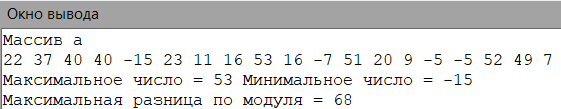 Окно вывода
Массив a
22 37 40 40 -15 23 11 16 53 16 -7 51 20 9 -5 -5 52 49 7
Максимальное число = 53 Минимальное число = -15
Максимальная разница по модуля = 68